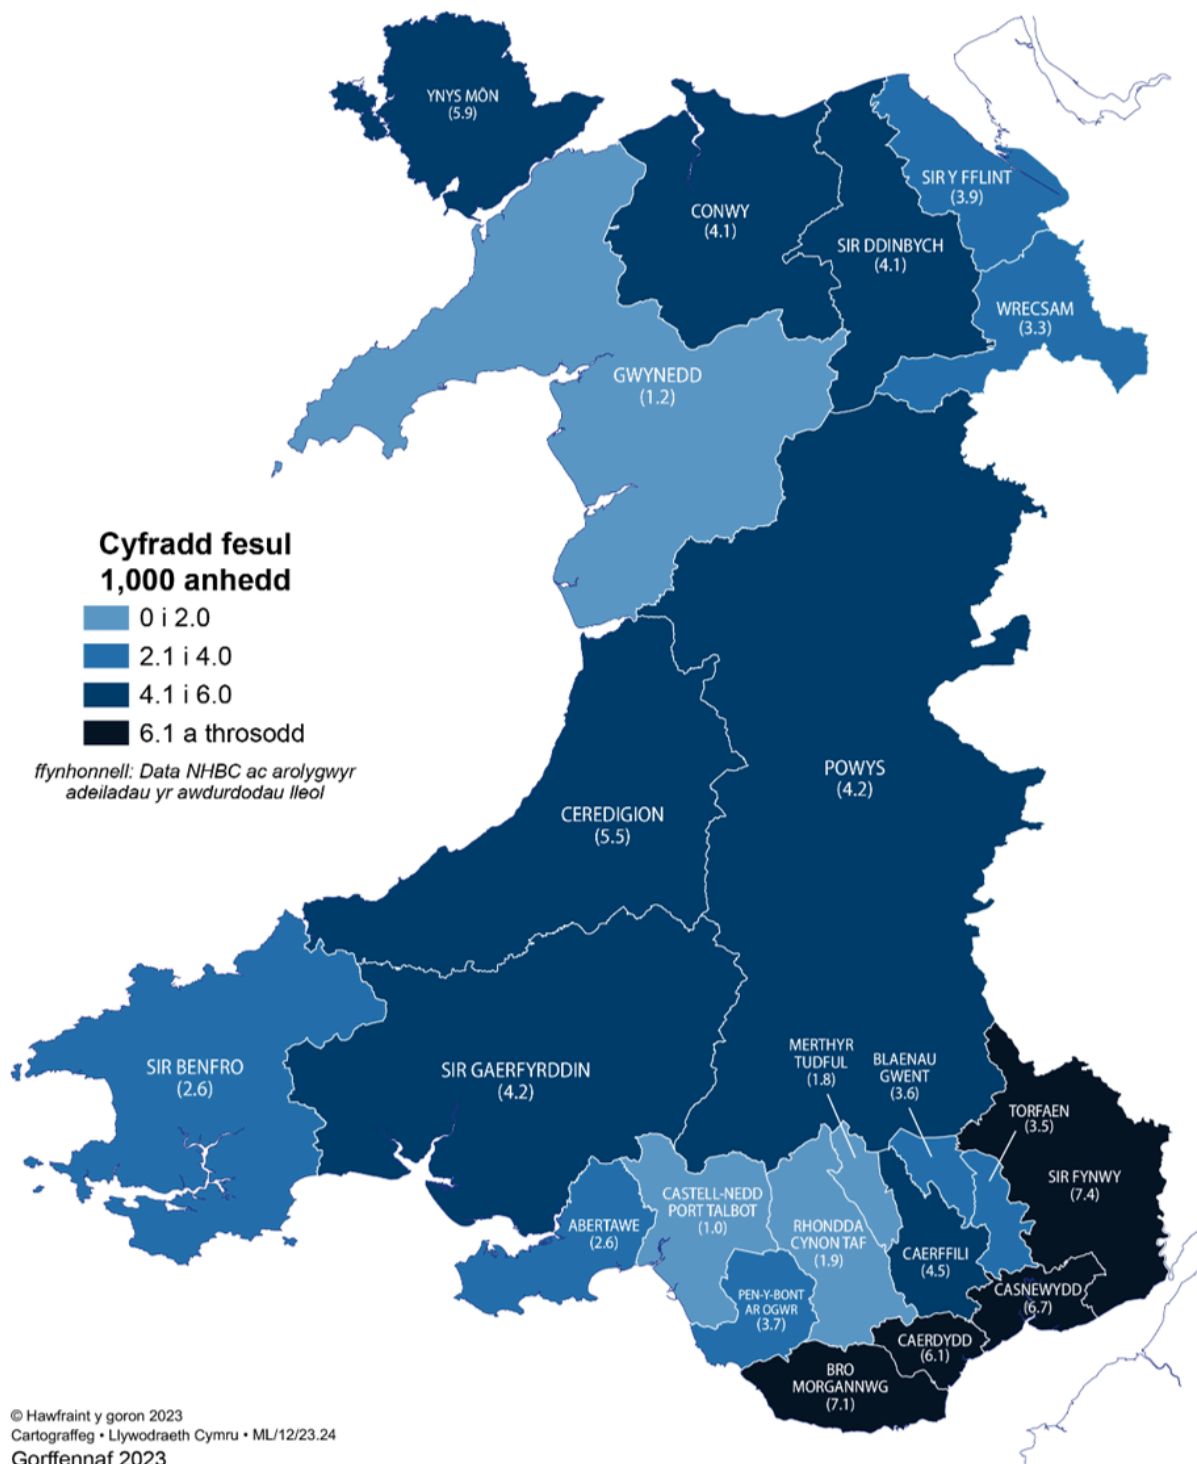 YNYS MÔN
(5.9)
CONWY
(4.1)
SIR DDINBYCH
(4.1)
SIR Y FFLINT
(3.9)
WRECSAM
(3.3)
GWYNEDD
(1.2)
Cyfradd fesul
1,000 anhedd
0 i 2.0
2.1 i 4.0
4.1 i 6.0
6.1 a throsodd
ffynhonnell: Data NHBC ac arolygwyr
adeiladau yr awdurdodau lleol
POWYS
(4.2)
CEREDIGION
(5.5)
SIR BENFRO
(2.6)
SIR GAERFYRDDIN
(4.2)
MERTHYR
TUDFUL
(1.8)
BLAENAU
GWENT
(3.6)
TORFAEN
(3.5)
SIR FYNWY
(7.4)
ABERTAWE
(2.6)
CASTELL-NEDD
PORT TALBOT
(1.0)
RHONDDA
CYNON TAF
(1.9)
CAERFFILI
(4.5)
CASNEWYDD
(6.7)
PEN-Y-BONT
AR OGWR
(3.7)
CAERDYDD
(6.1)
BRO
MORGANNWG
(7.1)
© Hawfraint y goron 2023
Cartograffeg • Llywodraeth Cymru • ML/12/23.24
Gorffennaf 2023